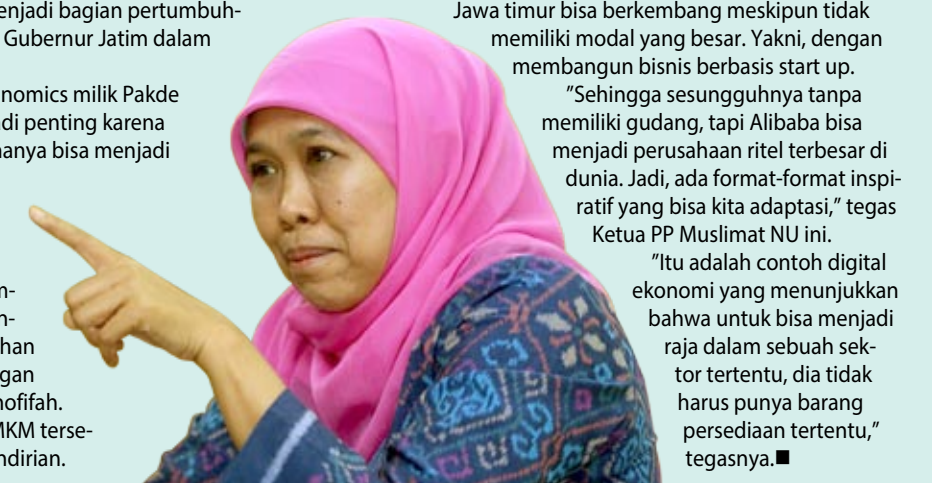 enjadi bagian pertumbuh-
Gubernur Jatim dalam
nomics milik Pakde
di penting karena
anya bisa menjadi
m-
n-
han
gan
nofifah.
MKM terse-
ndirian.
Jawa timur bisa berkembang meskipun tidak
memiliki modal yang besar. Yakni, dengan
membangun bisnis berbasis start up.
"Sehingga sesungguhnya tanpa
memiliki gudang, tapi Alibaba bisa
menjadi perusahaan ritel terbesar di
dunia. Jadi, ada format-format inspi-
ratif yang bisa kita adaptasi," tegas
Ketua PP Muslimat NU ini.
"Itu adalah contoh digital
ekonomi yang menunjukkan
bahwa untuk bisa menjadi
raja dalam sebuah sek-
tor tertentu, dia tidak
harus punya barang
persediaan tertentu,"
tegasnya.■